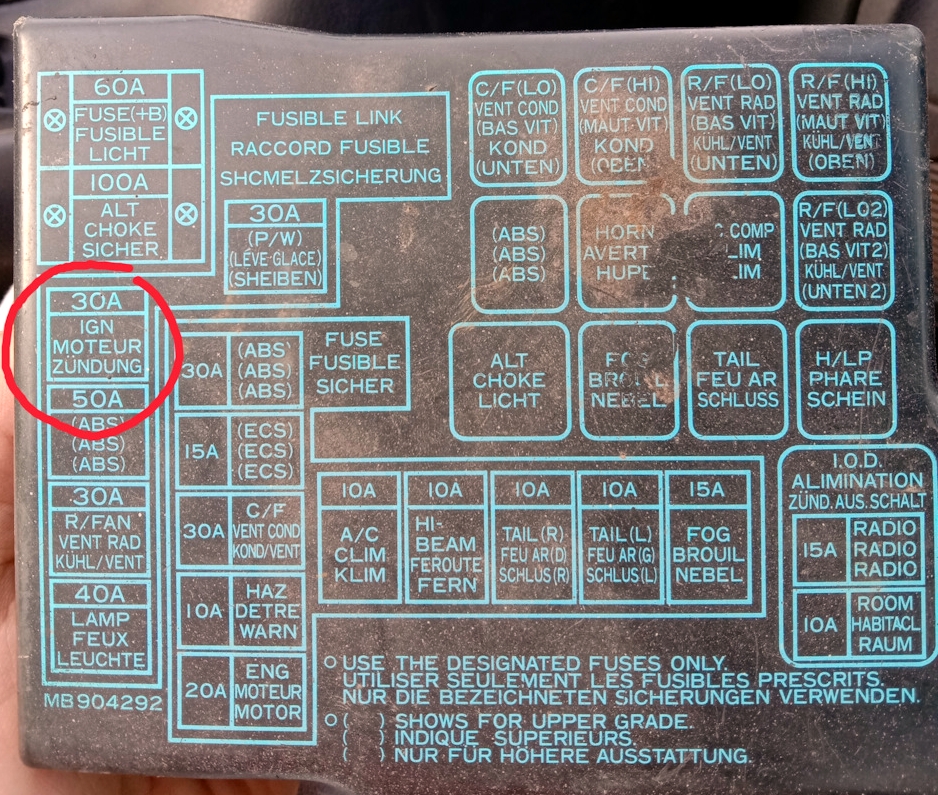 60A
FUSE(+B)
FUSIBLE
LICHT
100A
ALT
CHOKE
SICHER
FUSIBLE LINK
RACCORD FUSIBLE
SHCMELZSICHERUNG
30A
(P/W)
(LÉVE-GLACE)
(SHEIBEN)
C/F(LO)
VENT COND
(BAS VIT)
KOND
(UNTEN)
C/F(HI)
VENT COND
(MAUT-VIT)
KOND
(OBEN)
R/F(LO)
VENT RAD
(BAS VIT)
KÜHL/VENT
(UNTEN)
R/F(HI)
VENT RAD
(MAUT VIT)
KÜHL/VENT
(OBEN)
(ABS)
(ABS)
(ABS)
HORN
AVERT
HUPE
COMP
R/F(LO2)
VENT RAD
(BAS VIT2)
KÜHL/VENT
(UNTEN 2)
ALT
CHOKE
LICHT
FOG
BROUIL
NEBEL
TAIL
FEU AR
SCHLUSS
H/LP
PHARE
SCHEIN
30A
IGN
MOTEUR
ZÜNDUNG
50A
(ABS)
(ABS)
(ABS)
30A
R/FAN
VENT RAD
KÜHL/VENT
40A
LAMP
FEUX
LEUCHTE
MB904292
FUSE
FUSIBLE
SICHER
30A
(ABS)
(ABS)
(ABS)
15A
(ECS)
(ECS)
(ECS)
30A
C/F
VENT COND
KOND/VENT
10A
HAZ
DETRE
WARN
20A
ENG
MOTEUR
MOTOR
10A
A/C
CLIM
KLIM
10A
HI-
BEAM
FEROUTE
FERN
10A
TAIL(R)
FEU AR(D)
SCHLUS(R)
10A
TAIL(L)
FEU AR(G)
SCHLUS(L)
15A
FOG
BROUIL
NEBEL
I.O.D.
ALIMINATION
ZÜND.AUS.SCHALT
15A
RADIO
RADIO
RADIO
10A
ROOM
HABITACL
RAUM
○ USE THE DESIGNATED FUSES ONLY.
UTILISER SEULEMENT LES FUSIBLES PRESCRITS.
NUR DIE BEZEICHNETEN SICHERUNGEN VERWENDEN.
○ ( ) SHOWS FOR UPPER GRADE.
( ) INDIQUE SUPERIEURS.
( ) NUR FÜR HÖHERE AUSSTATTUNG.